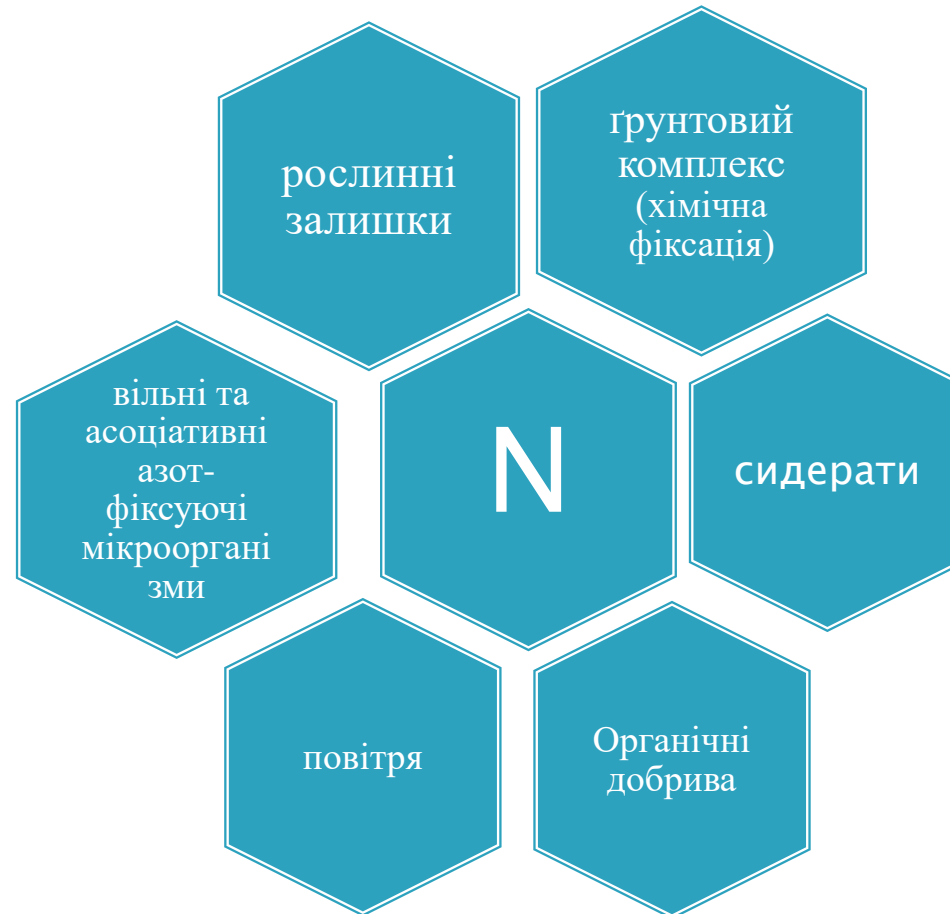 рослинні
залишки
ґрунтовий
комплекс
(хімічна
фіксація)
вільні та
асоціативні
азот-
фіксуючі
мікрооргані
зми
N
сидерати
повітря
Органічні
добрива